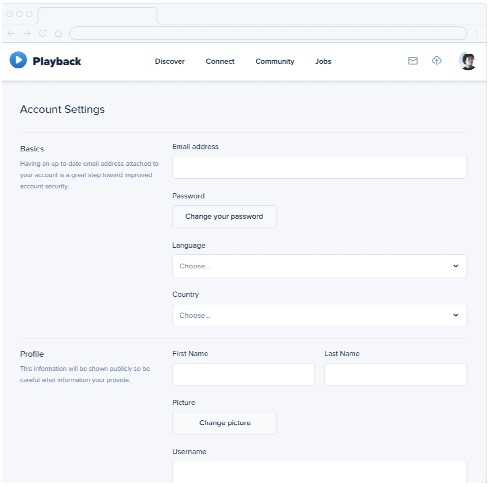 Playback
Discover
Connect
Community
Jobs
Account Settings
Basics
Having an up to date email address attached to
your account is a great step toward improved
account security.
Email address
Password
Change your password
Language
Choose...
Country
Choose...
Profile
This information will be shown publicly so be
careful what information your provide.
First Name
Last Name
Picture
Change picture
Username